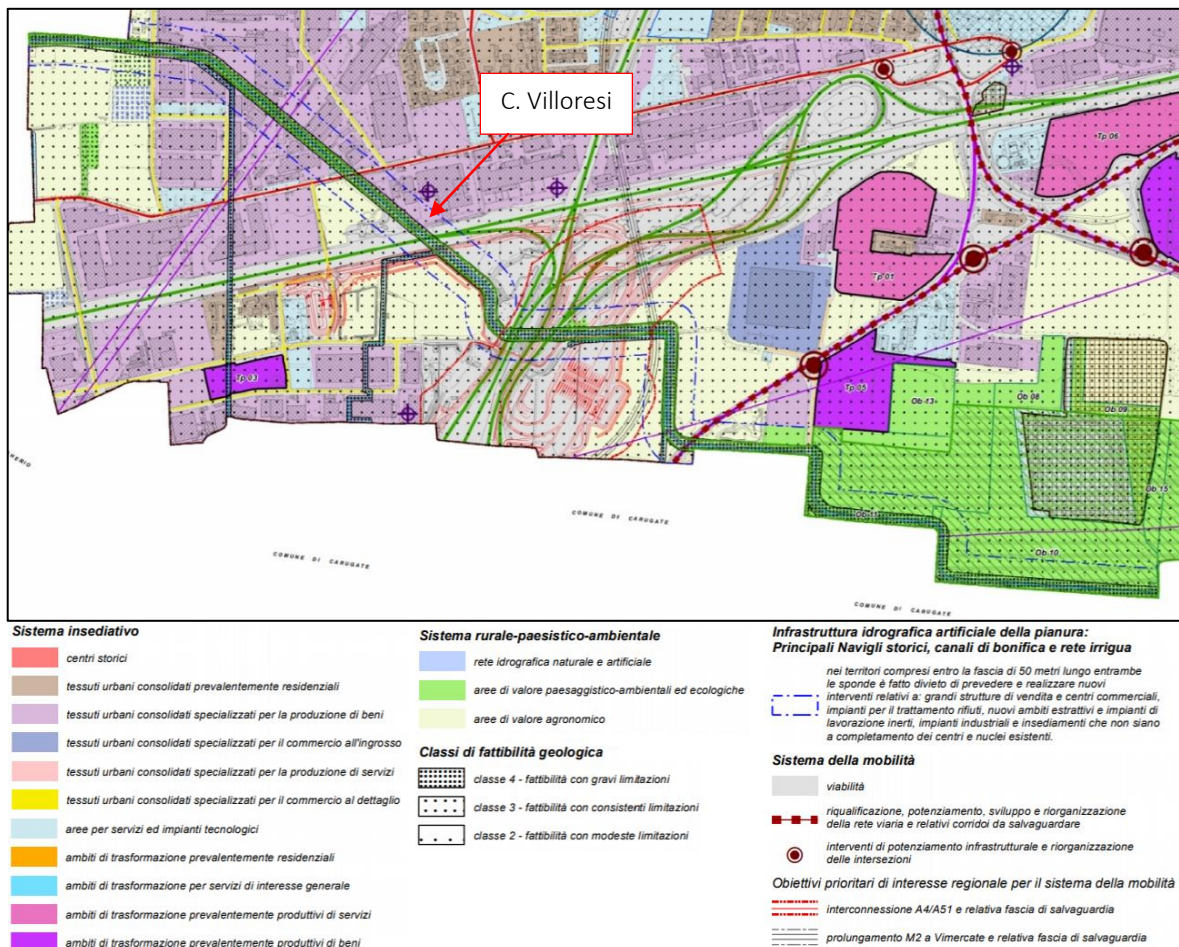 C. Villoresi
Tp 06
Tp 01
Tp 03
Tp 05
Ob 13
Ob 08
Ob 09
Ob 15
Ob 11
Ob 10
COMUNE DI CARUGATE
COMUNE DI CARUGATE
COMUNE DI CARUGATE
Sistema insediativo
centri storici
tessuti urbani consolidati prevalentemente residenziali
tessuti urbani consolidati specializzati per la produzione di beni
tessuti urbani consolidati specializzati per il commercio all'ingrosso
tessuti urbani consolidati specializzati per la produzione di servizi
tessuti urbani consolidati specializzati per il commercio al dettaglio
aree per servizi ed impianti tecnologici
ambiti di trasformazione prevalentemente residenziali
ambiti di trasformazione per servizi di interesse generale
ambiti di trasformazione prevalentemente produttivi di servizi
ambiti di trasformazione prevalentemente produttivi di beni
Sistema rurale-paesistico-ambientale
rete idrografica naturale e artificiale
aree di valore paesaggistico-ambientali ed ecologiche
aree di valore agronomico
Classi di fattibilità geologica
classe 4 - fattibilità con gravi limitazioni
classe 3 - fattibilità con consistenti limitazioni
classe 2 - fattibilità con modeste limitazioni
Infrastruttura idrografica artificiale della pianura:
Principali Navigli storici, canali di bonifica e rete irrigua
nei territori compresi entro la fascia di 50 metri lungo entrambe
le sponde è fatto divieto di prevedere e realizzare nuovi
interventi relativi a: grandi strutture di vendita e centri commerciali,
impianti per il trattamento rifiuti, nuovi ambiti estrattivi e impianti di
lavorazione inerti, impianti industriali e insediamenti che non siano
a completamento dei centri e nuclei esistenti.
Sistema della mobilità
viabilità
riqualificazione, potenziamento, sviluppo e riorganizzazione
della rete viaria e relativi corridoi da salvaguardare
interventi di potenziamento infrastrutturale e riorganizzazione
delle intersezioni
Obiettivi prioritari di interesse regionale per il sistema della mobilità
interconnessione A4/A51 e relativa fascia di salvaguardia
prolungamento M2 a Vimercate e relativa fascia di salvaguardia